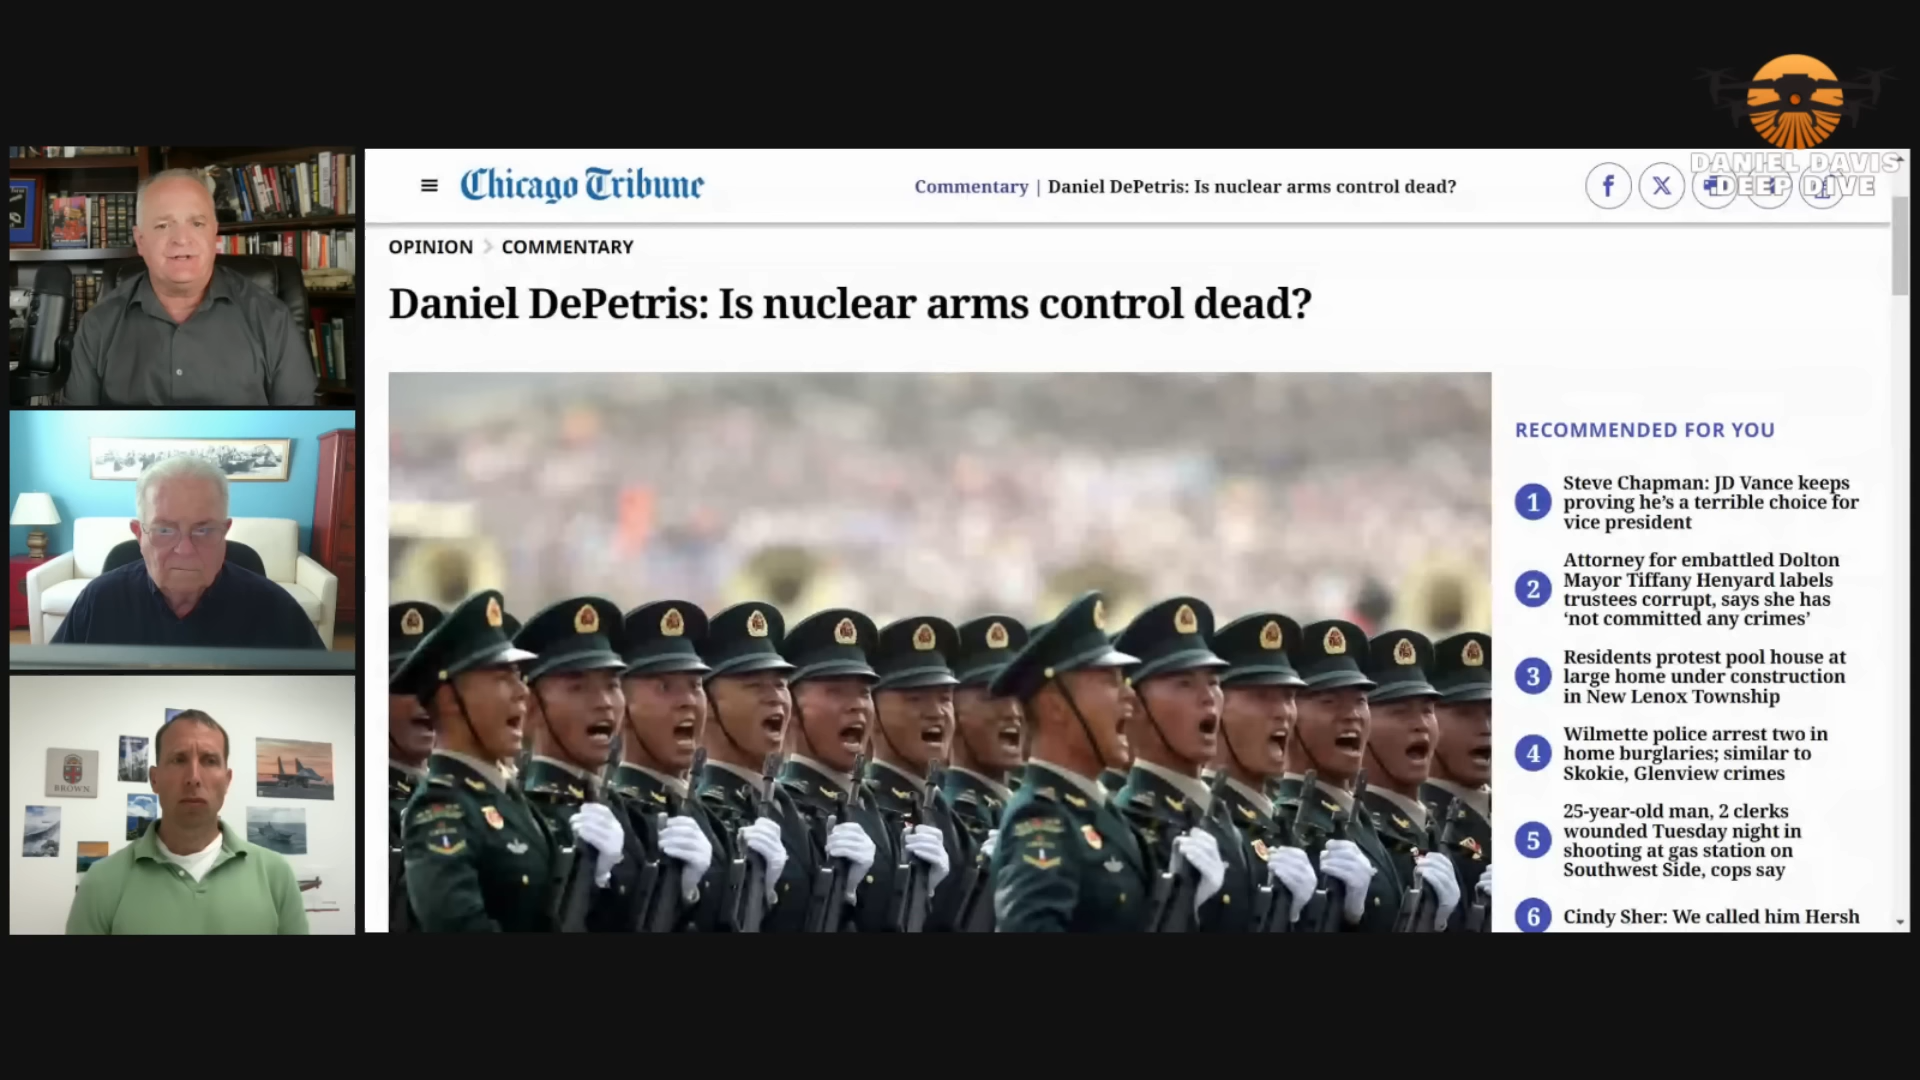 DANIEL DAVIS
DEEP DIVE
Chicago Tribune
Commentary | Daniel DePetris: Is nuclear arms control dead?
OPINION > COMMENTARY
Daniel DePetris: Is nuclear arms control dead?
RECOMMENDED FOR YOU
1
Steve Chapman: JD Vance keeps
proving he's a terrible choice for
vice president
2
Attorney for embattled Dolton
Mayor Tiffany Henyard labels
trustees corrupt, says she has
'not committed any crimes'
3
Residents protest pool house at
large home under construction
in New Lenox Township
4
Wilmette police arrest two in
home burglaries; similar to
Skokie, Glenview crimes
5
25-year-old man, 2 clerks
wounded Tuesday night in
shooting at gas station on
Southwest Side, cops say
6
Cindy Sher: We called him Hersh
BROWN